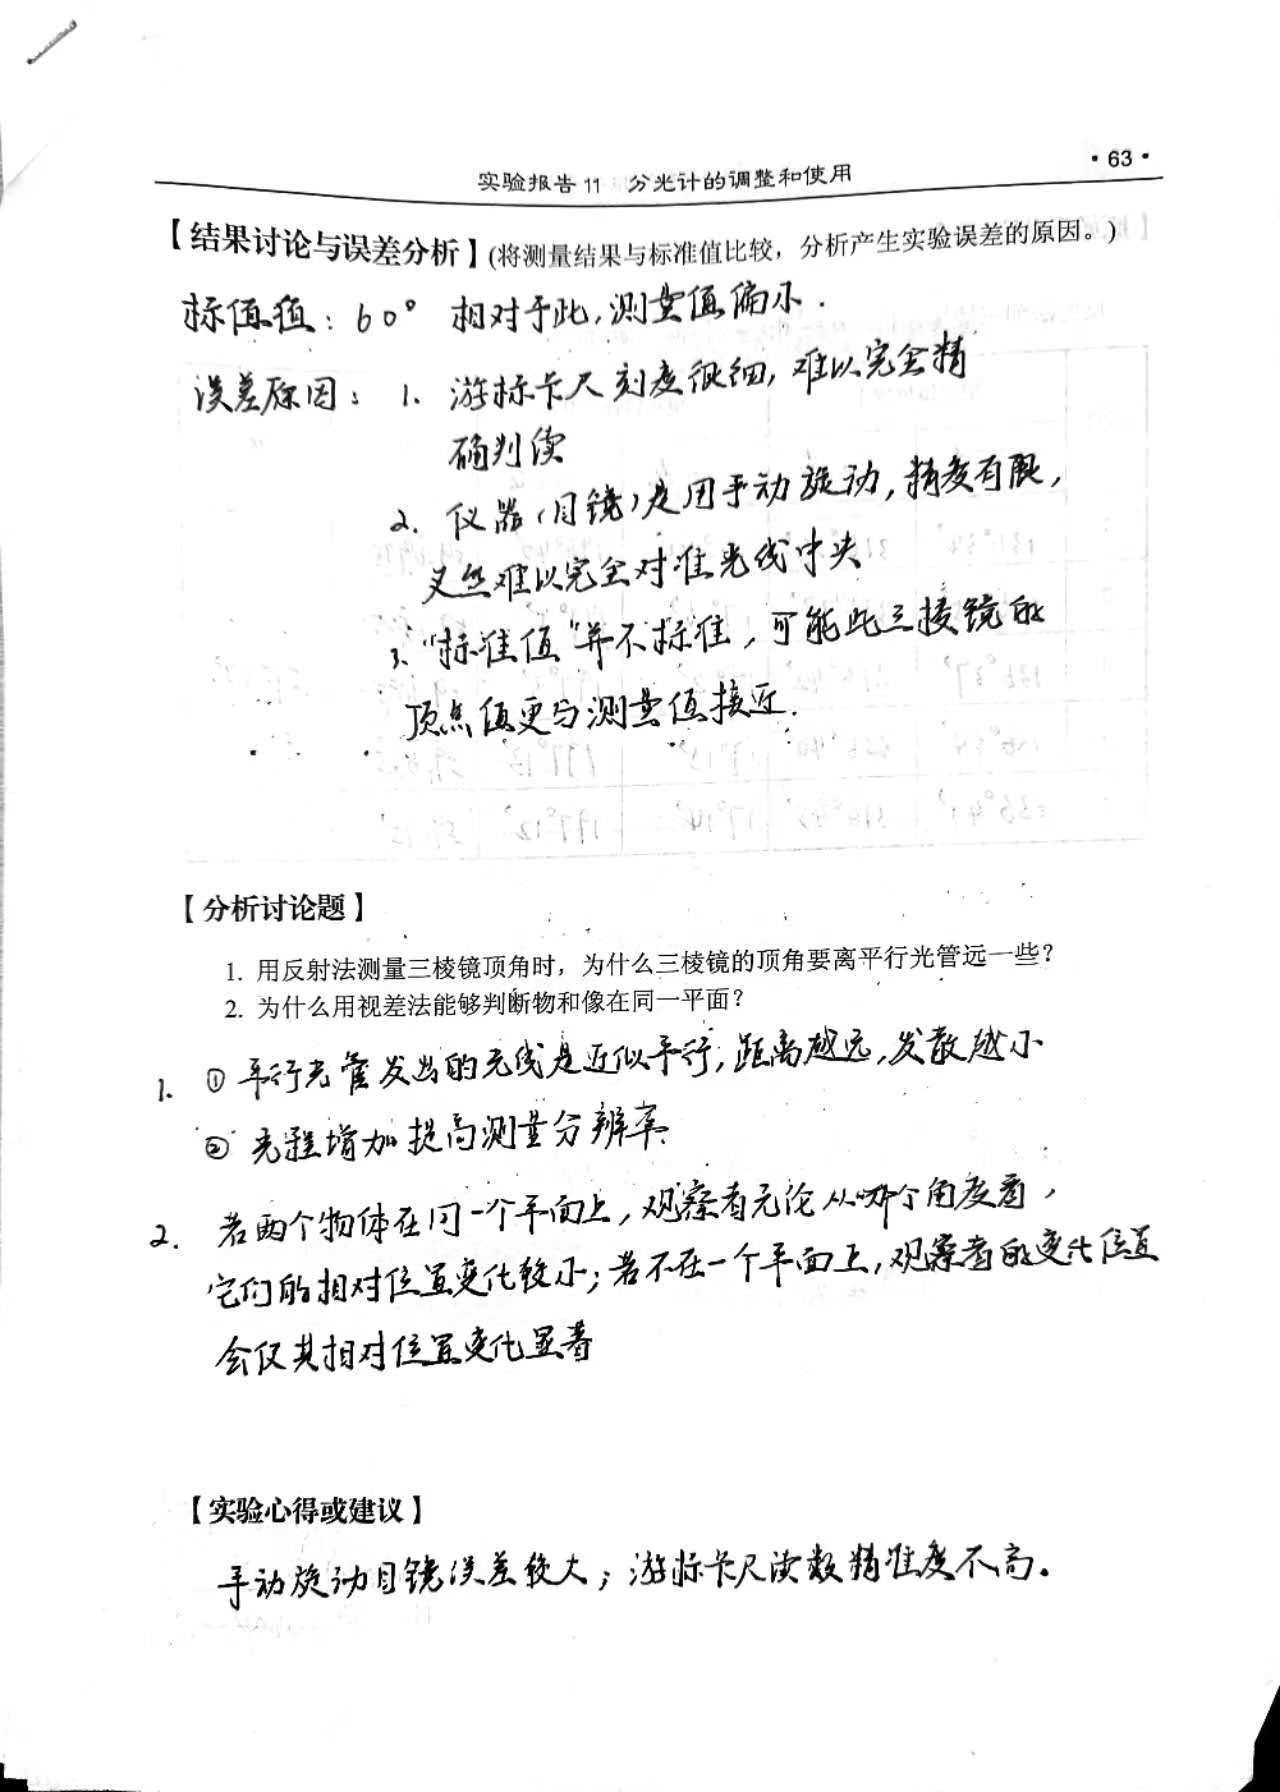 实验报告11 分光计的调整和使用
·63·
【结果讨论与误差分析】(将测量结果与标准值比较，分析产生实验误差的原因。)
标值值：60° 相对于此,测量值偏小.
误差原因：1. 游标卡尺刻度很细,难以完全精
确判读
2. 仪器(目镜)是用手动旋动,精度有限,
义然难以完全对准光线中央
3. "标准值"并不标准,可能此三棱镜的
顶点值更与测量值接近.
【分析讨论题】
1. 用反射法测量三棱镜顶角时，为什么三棱镜的顶角要离平行光管远一些？
2. 为什么用视差法能够判断物和像在同一平面？
1. ①平行光管发出的光线是近似平行,距离越远,发散越小
②光程增加提高测量分辨率.
2. 若两个物体在同一个平面上,观察者无论从哪个角度看,
它们的相对位置变化较小;若不在一个平面上,观察者的变化位置
会仅其相对位置变化显著
【实验心得或建议】
手动旋动目镜误差较大;游标卡尺读数精准度不高。